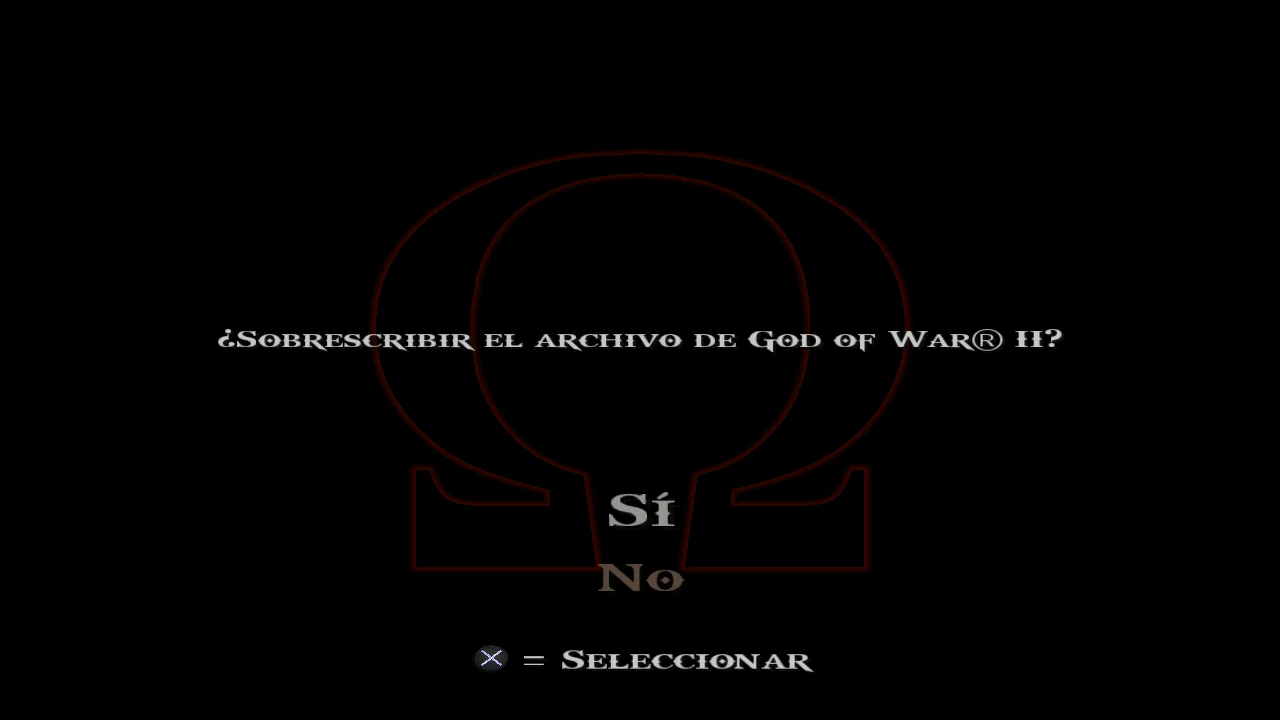 ¿Sobrescribir el archivo de God of War® II?
Sí
No
= Seleccionar